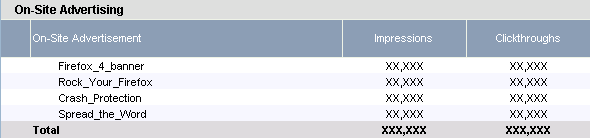 On-Site Advertising
On-Site Advertisement Impressions Clickthroughs
Firefox_4_banner XX,XXX XX,XXX
Rock_Your_Firefox XX,XXX XX,XXX
Crash_Protection XX,XXX XX,XXX
Spread_the_Word XX,XXX XX,XXX
Total XXX,XXX XXX,XXX